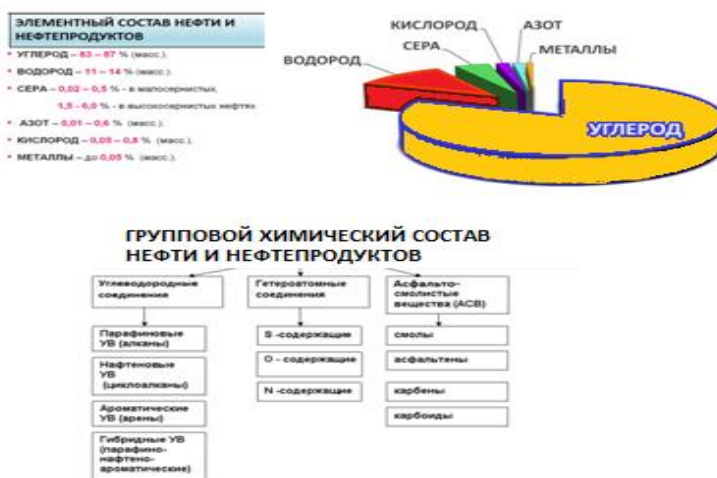 ЭЛЕМЕНТНЫЙ СОСТАВ НЕФТИ И
НЕФТЕПРОДУКТОВ
• УГЛЕРОД – 83 – 87 % (масс.).
• ВОДОРОД – 11 – 14 % (масс.).
• СЕРА – 0,02 – 0,5 % - в малосернистых,
1,5 - 6,0 % - в высокосернистых нефтях
• АЗОТ – 0,01 – 0,6 % (масс.).
• КИСЛОРОД – 0,05 – 0,8 % (масс.).
• МЕТАЛЛЫ – до 0,05 % (масс.).
КИСЛОРОД
АЗОТ
СЕРА
МЕТАЛЛЫ
ВОДОРОД
УГЛЕРОД
ГРУППОВОЙ ХИМИЧЕСКИЙ СОСТАВ
НЕФТИ И НЕФТЕПРОДУКТОВ
Углеводородные
соединения
Парафиновые
УВ (алканы)
Нафтеновые
УВ
(циклоалканы)
Ароматические
УВ (арены)
Гибридные УВ
(парафино-
нафтено-
ароматические)
Гетероатомные
соединения
S -содержащие
О - содержащие
N -содержащие
Асфальто-
смолистые
вещества (АСВ)
смолы
асфальтены
карбены
карбоиды